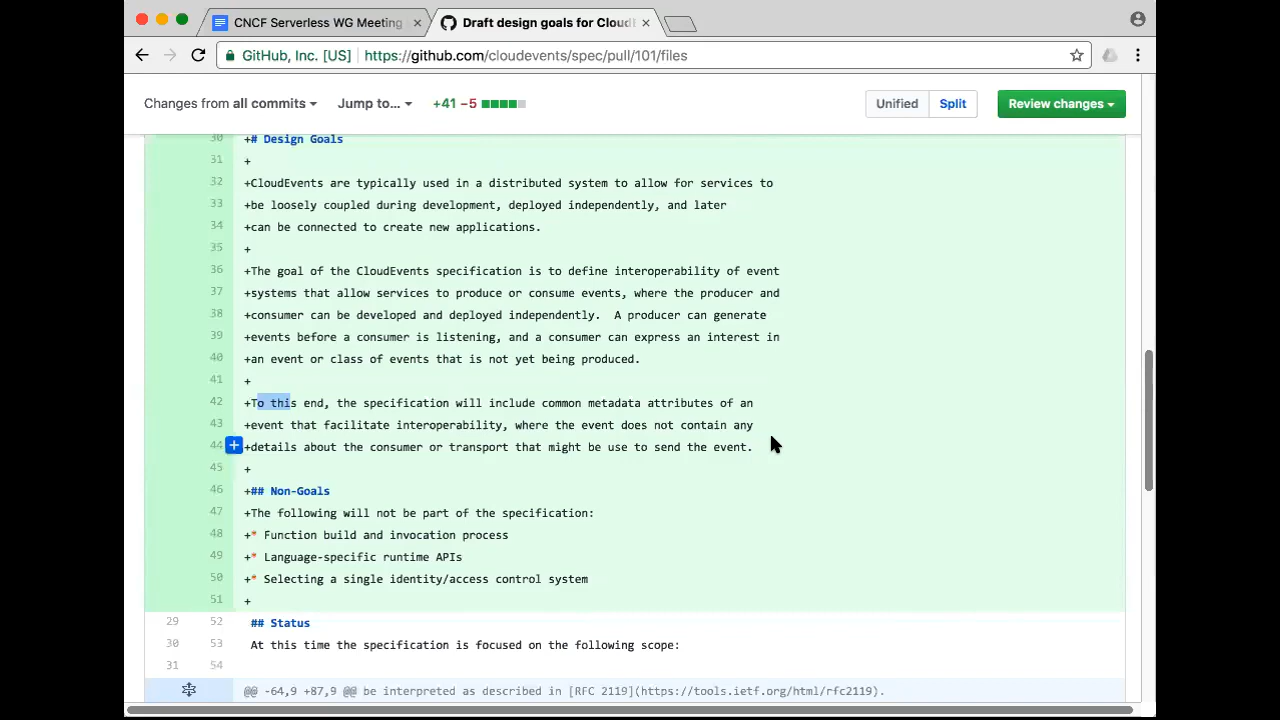 CNCF Serverless WG Meeting
Draft design goals for Cloud
GitHub, Inc. [US]
https://github.com/cloudevents/spec/pull/101/files
Changes from all commits
Jump to...
+41 −5
Unified
Split
Review changes
30 +# Design Goals
31 +
32 +CloudEvents are typically used in a distributed system to allow for services to
33 +be loosely coupled during development, deployed independently, and later
34 +can be connected to create new applications.
35 +
36 +The goal of the CloudEvents specification is to define interoperability of event
37 +systems that allow services to produce or consume events, where the producer and
38 +consumer can be developed and deployed independently.  A producer can generate
39 +events before a consumer is listening, and a consumer can express an interest in
40 +an event or class of events that is not yet being produced.
41 +
42 +To this end, the specification will include common metadata attributes of an
43 +event that facilitate interoperability, where the event does not contain any
44 +details about the consumer or transport that might be use to send the event.
45 +
46 +## Non-Goals
47 +The following will not be part of the specification:
48 +* Function build and invocation process
49 +* Language-specific runtime APIs
50 +* Selecting a single identity/access control system
51 +
29 52 ## Status
30 53 At this time the specification is focused on the following scope:
31 54
@@ -64,9 +87,9 @@ be interpreted as described in [RFC 2119](https://tools.ietf.org/html/rfc2119).